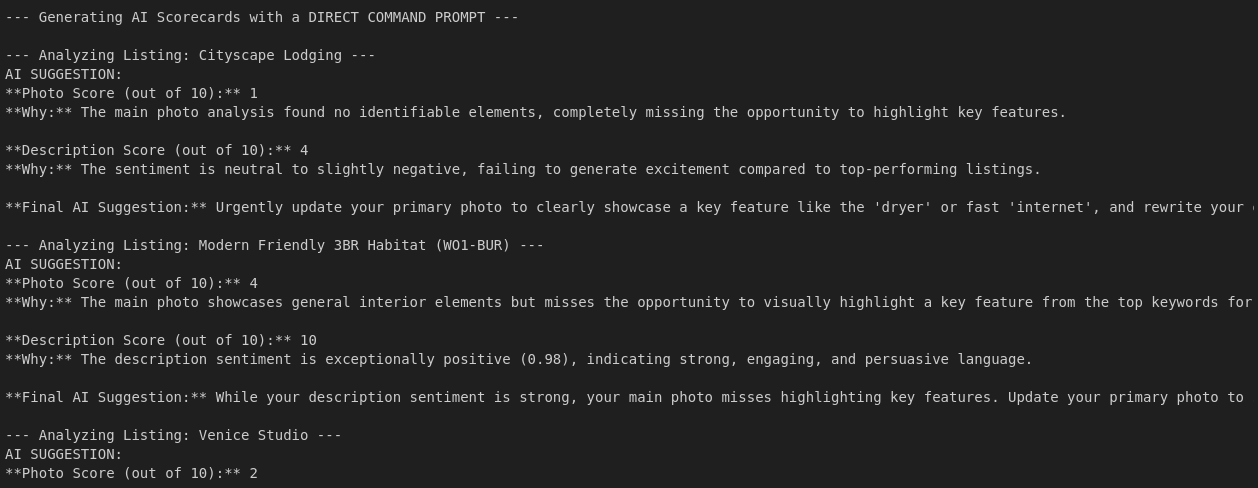 --- Generating AI Scorecards with a DIRECT COMMAND PROMPT ---
--- Analyzing Listing: Cityscape Lodging ---
AI SUGGESTION:
**Photo Score (out of 10):** 1
**Why:** The main photo analysis found no identifiable elements, completely missing the opportunity to highlight key features.
**Description Score (out of 10):** 4
**Why:** The sentiment is neutral to slightly negative, failing to generate excitement compared to top-performing listings.
**Final AI Suggestion:** Urgently update your primary photo to clearly showcase a key feature like the 'dryer' or fast 'internet', and rewrite your
--- Analyzing Listing: Modern Friendly 3BR Habitat (WO1-BUR) ---
AI SUGGESTION:
**Photo Score (out of 10):** 4
**Why:** The main photo showcases general interior elements but misses the opportunity to visually highlight a key feature from the top keywords for
**Description Score (out of 10):** 10
**Why:** The description sentiment is exceptionally positive (0.98), indicating strong, engaging, and persuasive language.
**Final AI Suggestion:** While your description sentiment is strong, your main photo misses highlighting key features. Update your primary photo to
--- Analyzing Listing: Venice Studio ---
AI SUGGESTION:
**Photo Score (out of 10):** 2